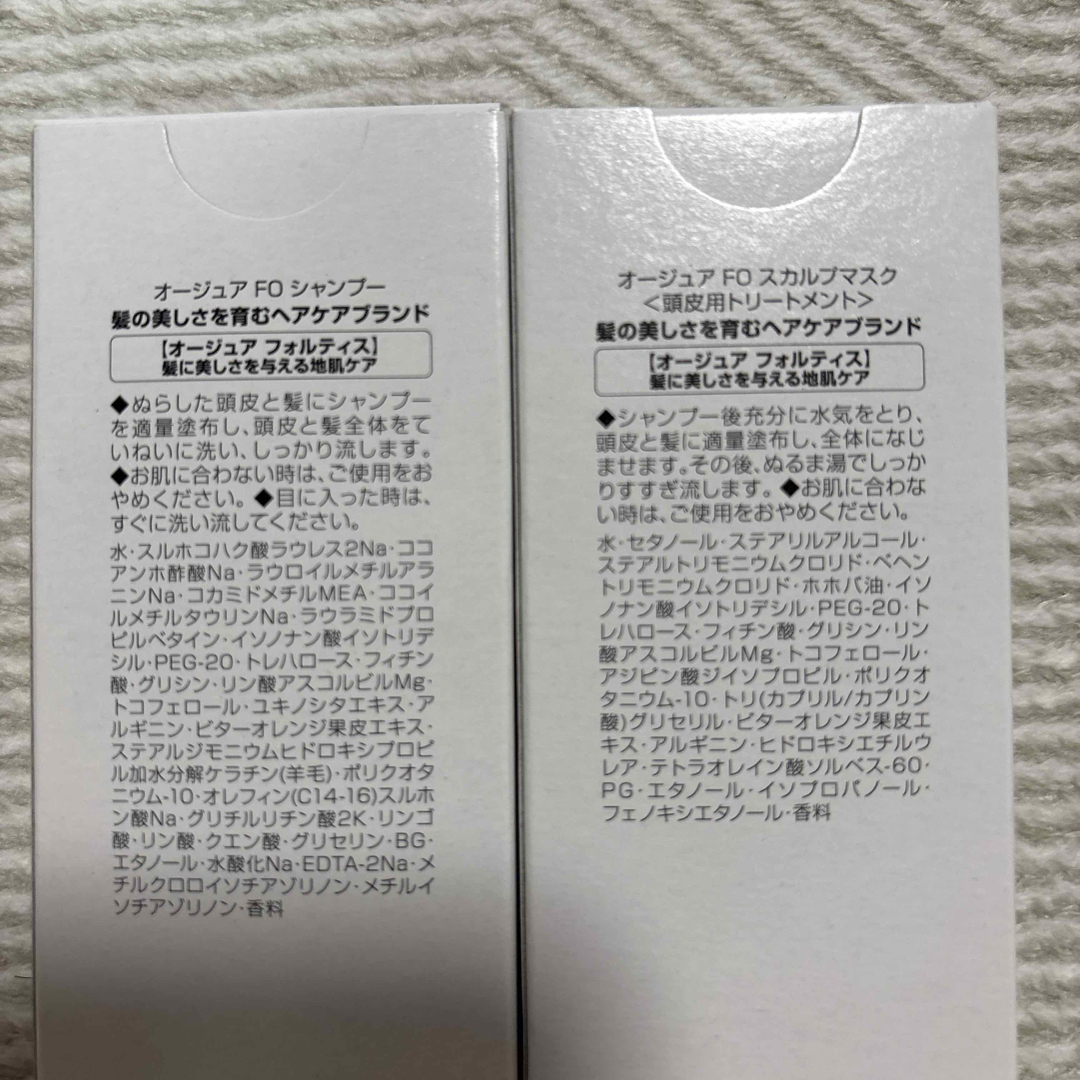 オージュア FO シャンプー
髪の美しさを育むヘアケアブランド
【オージュア フォルティス】
髪に美しさを与える地肌ケア
◆ぬらした頭皮と髪にシャンプー
を適量塗布し、頭皮と髪全体をて
いねいに洗い、しっかり流します。
◆お肌に合わない時は、ご使用をお
やめください。◆目に入った時は、
すぐに洗い流してください。
水・スルホコハク酸ラウレス2Na・ココ
アンホ酢酸Na・ラウロイルメチルアラ
ニンNa・コカミドメチルMEA・ココイ
ルメチルタウリンNa・ラウラミドプロ
ピルベタイン・イソノナン酸イソトリデ
シル・PEG-20・トレハロース・フィチン
酸・グリシン・リン酸アスコルビルMg・
トコフェロール・ユキノシタエキス・ア
ルギニン・ビターオレンジ果皮エキス・
ステアルジモニウムヒドロキシプロピ
ル加水分解ケラチン(羊毛)・ポリクオタ
ニウム-10・オレフィン(C14-16)スルホ
ン酸Na・グリチルリチン酸2K・リンゴ
酸・リン酸・クエン酸・グリセリン・BG・
エタノール・水酸化Na・EDTA-2Na・メ
チルクロロイソチアゾリノン・メチルイ
ソチアゾリノン・香料
オージュア FO スカルプマスク
＜頭皮用トリートメント＞
髪の美しさを育むヘアケアブランド
【オージュア フォルティス】
髪に美しさを与える地肌ケア
◆シャンプー後充分に水気をとり、
頭皮と髪に適量塗布し、全体になじ
ませます。その後、ぬるま湯でしっか
りすすぎ流します。◆お肌に合わな
い時は、ご使用をおやめください。
水・セタノール・ステアリルアルコール・
ステアルトリモニウムクロリド・ベヘン
トリモニウムクロリド・ホホバ油・イソ
ノナン酸イソトリデシル・PEG-20・ト
レハロース・フィチン酸・グリシン・リン
酸アスコルビルMg・トコフェロール・
アジピン酸ジイソプロピル・ポリクオ
タニウム-10・トリ(カプリル/カプリン
酸)グリセリル・ビターオレンジ果皮エ
キス・アルギニン・ヒドロキシエチルウ
レア・テトラオレイン酸ソルベス-60・
PG・エタノール・イソプロパノール・
フェノキシエタノール・香料